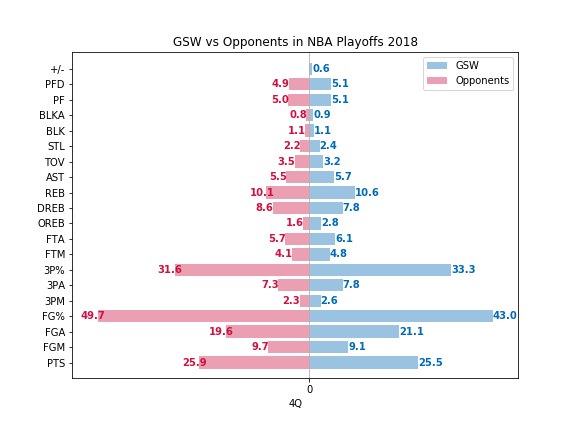 GSW vs Opponents in NBA Playoffs 2018
GSW
Opponents
+/- 0.6
PFD 4.9 5.1
PF 5.0 5.1
BLKA 0.8 0.9
BLK 1.1 1.1
STL 2.2 2.4
TOV 3.5 3.2
AST 5.5 5.7
REB 10.1 10.6
DREB 8.6 7.8
OREB 1.6 2.8
FTA 5.7 6.1
FTM 4.1 4.8
3P% 31.6 33.3
3PA 7.3 7.8
3PM 2.3 2.6
FG% 49.7 43.0
FGA 19.6 21.1
FGM 9.7 9.1
PTS 25.9 25.5
0
4Q